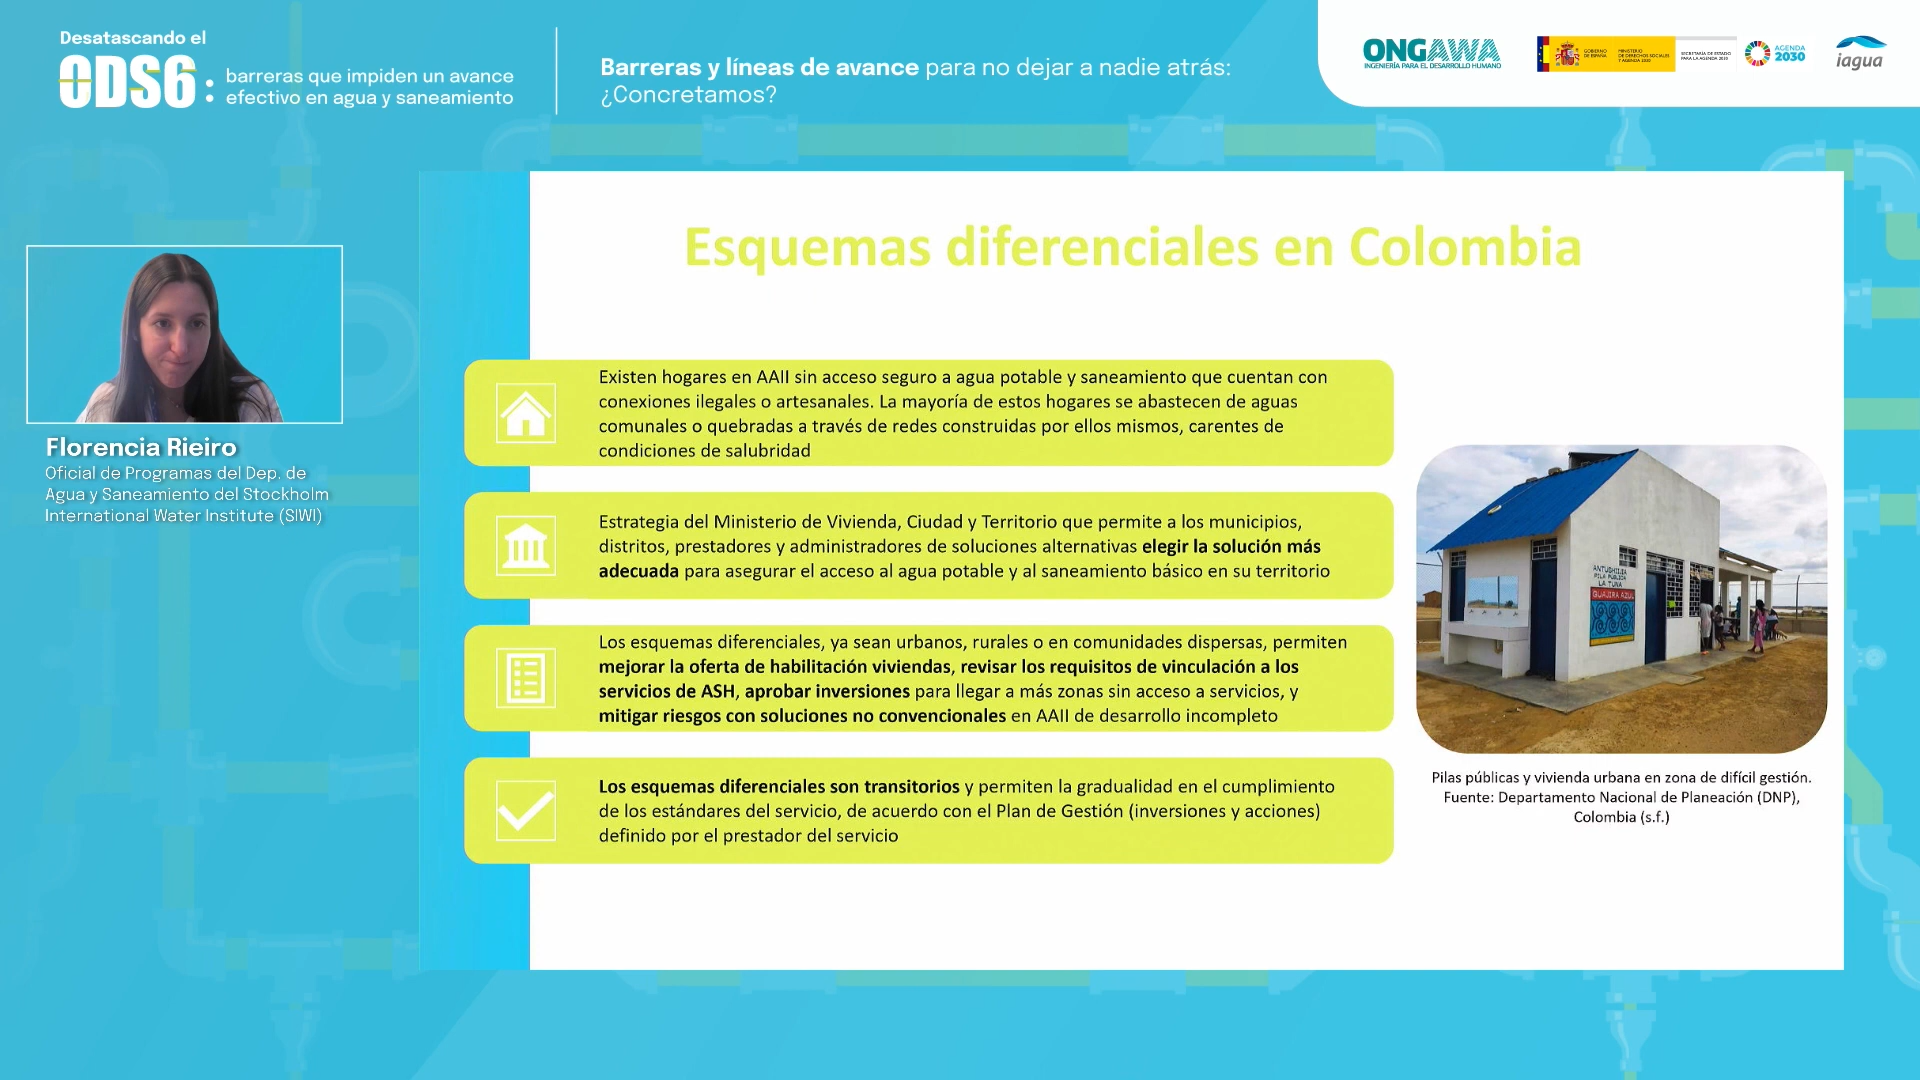 Desatascando el
ODS6:
barreras que impiden un avance
efectivo en agua y saneamiento
Barreras y líneas de avance para no dejar a nadie atrás:
¿Concretamos?
ONGAWA
INGENIERÍA PARA EL DESARROLLO HUMANO
GOBIERNO
DE ESPAÑA
MINISTERIO
DE DERECHOS SOCIALES
Y AGENDA 2030
SECRETARÍA DE ESTADO
PARA LA AGENDA 2030
AGENDA
2030
iagua
Florencia Rieiro
Oficial de Programas del Dep. de
Agua y Saneamiento del Stockholm
International Water Institute (SIWI)
Esquemas diferenciales en Colombia
Existen hogares en AAII sin acceso seguro a agua potable y saneamiento que cuentan con
conexiones ilegales o artesanales. La mayoría de estos hogares se abastecen de aguas
comunales o quebradas a través de redes construidas por ellos mismos, carentes de
condiciones de salubridad
Estrategia del Ministerio de Vivienda, Ciudad y Territorio que permite a los municipios,
distritos, prestadores y administradores de soluciones alternativas elegir la solución más
adecuada para asegurar el acceso al agua potable y al saneamiento básico en su territorio
Los esquemas diferenciales, ya sean urbanos, rurales o en comunidades dispersas, permiten
mejorar la oferta de habilitación viviendas, revisar los requisitos de vinculación a los
servicios de ASH, aprobar inversiones para llegar a más zonas sin acceso a servicios, y
mitigar riesgos con soluciones no convencionales en AAII de desarrollo incompleto
Los esquemas diferenciales son transitorios y permiten la gradualidad en el cumplimiento
de los estándares del servicio, de acuerdo con el Plan de Gestión (inversiones y acciones)
definido por el prestador del servicio
PILA PÚBLICA
LA TUNA
GUAJIRA AZUL
Pilas públicas y vivienda urbana en zona de difícil gestión.
Fuente: Departamento Nacional de Planeación (DNP),
Colombia (s.f.)